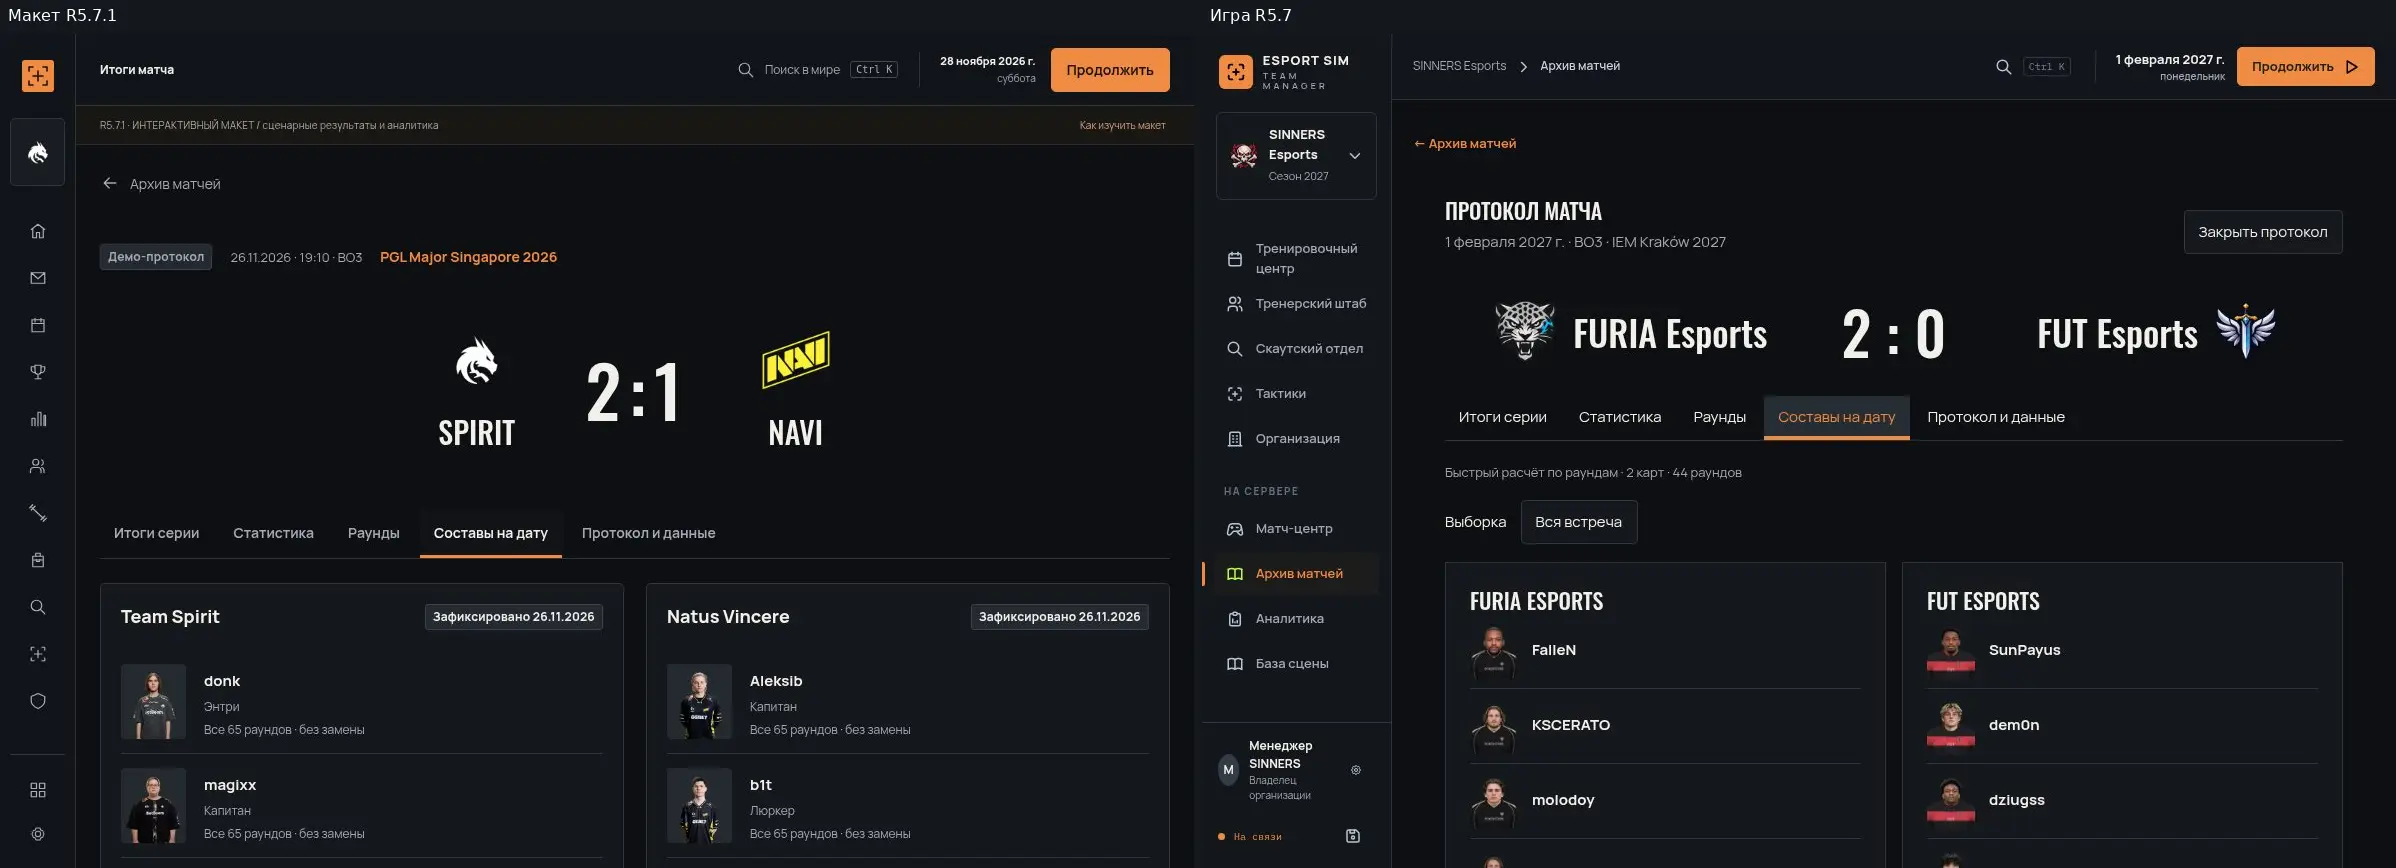 Макет R5.7.1
Итоги матча
Поиск в мире
Ctrl K
28 ноября 2026 г.
суббота
Продолжить
R5.7.1 · ИНТЕРАКТИВНЫЙ МАКЕТ / сценарные результаты и аналитика
Как изучить макет
← Архив матчей
Демо-протокол
26.11.2026 · 19:10 · BO3
PGL Major Singapore 2026
SPIRIT
2:1
NAVI
NAVI
Итоги серии
Статистика
Раунды
Составы на дату
Протокол и данные
Team Spirit
Зафиксировано 26.11.2026
donk
Энтри
Все 65 раундов · без замены
magixx
Капитан
Все 65 раундов · без замены
Natus Vincere
Зафиксировано 26.11.2026
Aleksib
Капитан
Все 65 раундов · без замены
b1t
Люркер
Все 65 раундов · без замены
Игра R5.7
ESPORT SIM
TEAM
MANAGER
SINNERS
Esports
Сезон 2027
Тренировочный
центр
Тренерский штаб
Скаутский отдел
Тактики
Организация
НА СЕРВЕРЕ
Матч-центр
Архив матчей
Аналитика
База сцены
М
Менеджер
SINNERS
Владелец
организации
На связи
SINNERS Esports > Архив матчей
Ctrl K
1 февраля 2027 г.
понедельник
Продолжить
← Архив матчей
ПРОТОКОЛ МАТЧА
1 февраля 2027 г. · BO3 · IEM Kraków 2027
Закрыть протокол
FURIA Esports
2 : 0
FUT Esports
Итоги серии
Статистика
Раунды
Составы на дату
Протокол и данные
Быстрый расчёт по раундам · 2 карт · 44 раундов
Выборка
Вся встреча
FURIA ESPORTS
FalleN
KSCERATO
molodoy
FUT ESPORTS
SunPayus
dem0n
dziugss